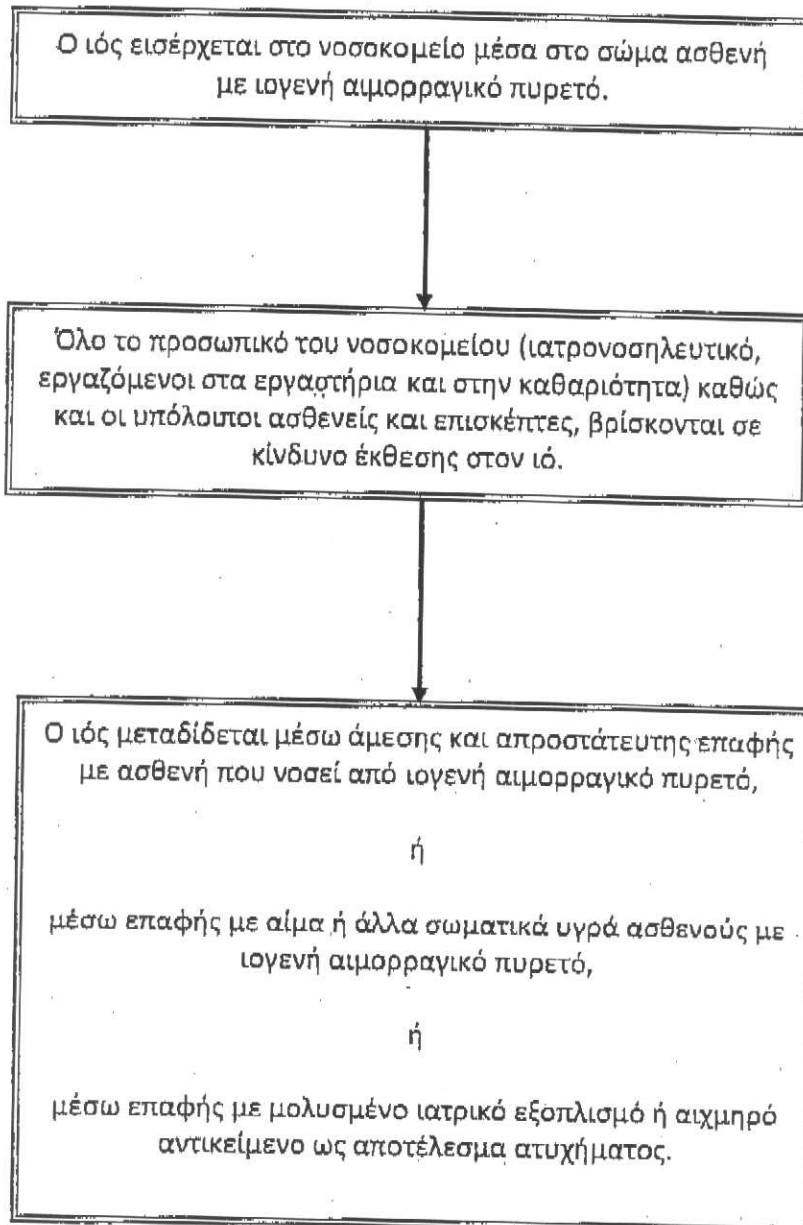 Ο ιός εισέρχεται στο νοσοκομείο μέσα στο σώμα ασθενή
με ιογενή αιμορραγικό πυρετό.
Όλο το προσωπικό του νοσοκομείου (ιατρονοσηλευτικό,
εργαζόμενοι στα εργαστήρια και στην καθαριότητα) καθώς
και οι υπόλοιποι ασθενείς και επισκέπτες, βρίσκονται σε
κίνδυνο έκθεσης στον ιό.
Ο ιός μεταδίδεται μέσω άμεσης και απροστάτευτης επαφής
με ασθενή που νοσεί από ιογενή αιμορραγικό πυρετό,
ή
μέσω επαφής με αίμα ή άλλα σωματικά υγρά ασθενούς με
ιογενή αιμορραγικό πυρετό,
ή
μέσω επαφής με μολυσμένο ιατρικό εξοπλισμό ή αιχμηρό
αντικείμενο ως αποτέλεσμα ατυχήματος.